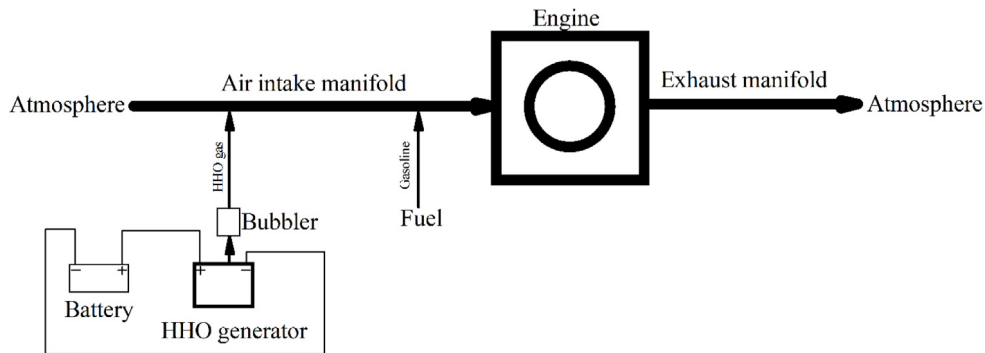 Engine
Air intake manifold
Exhaust manifold
Atmosphere
Atmosphere
HHO gas
Gasoline
Bubbler
Fuel
− +
+ −
Battery
HHO generator